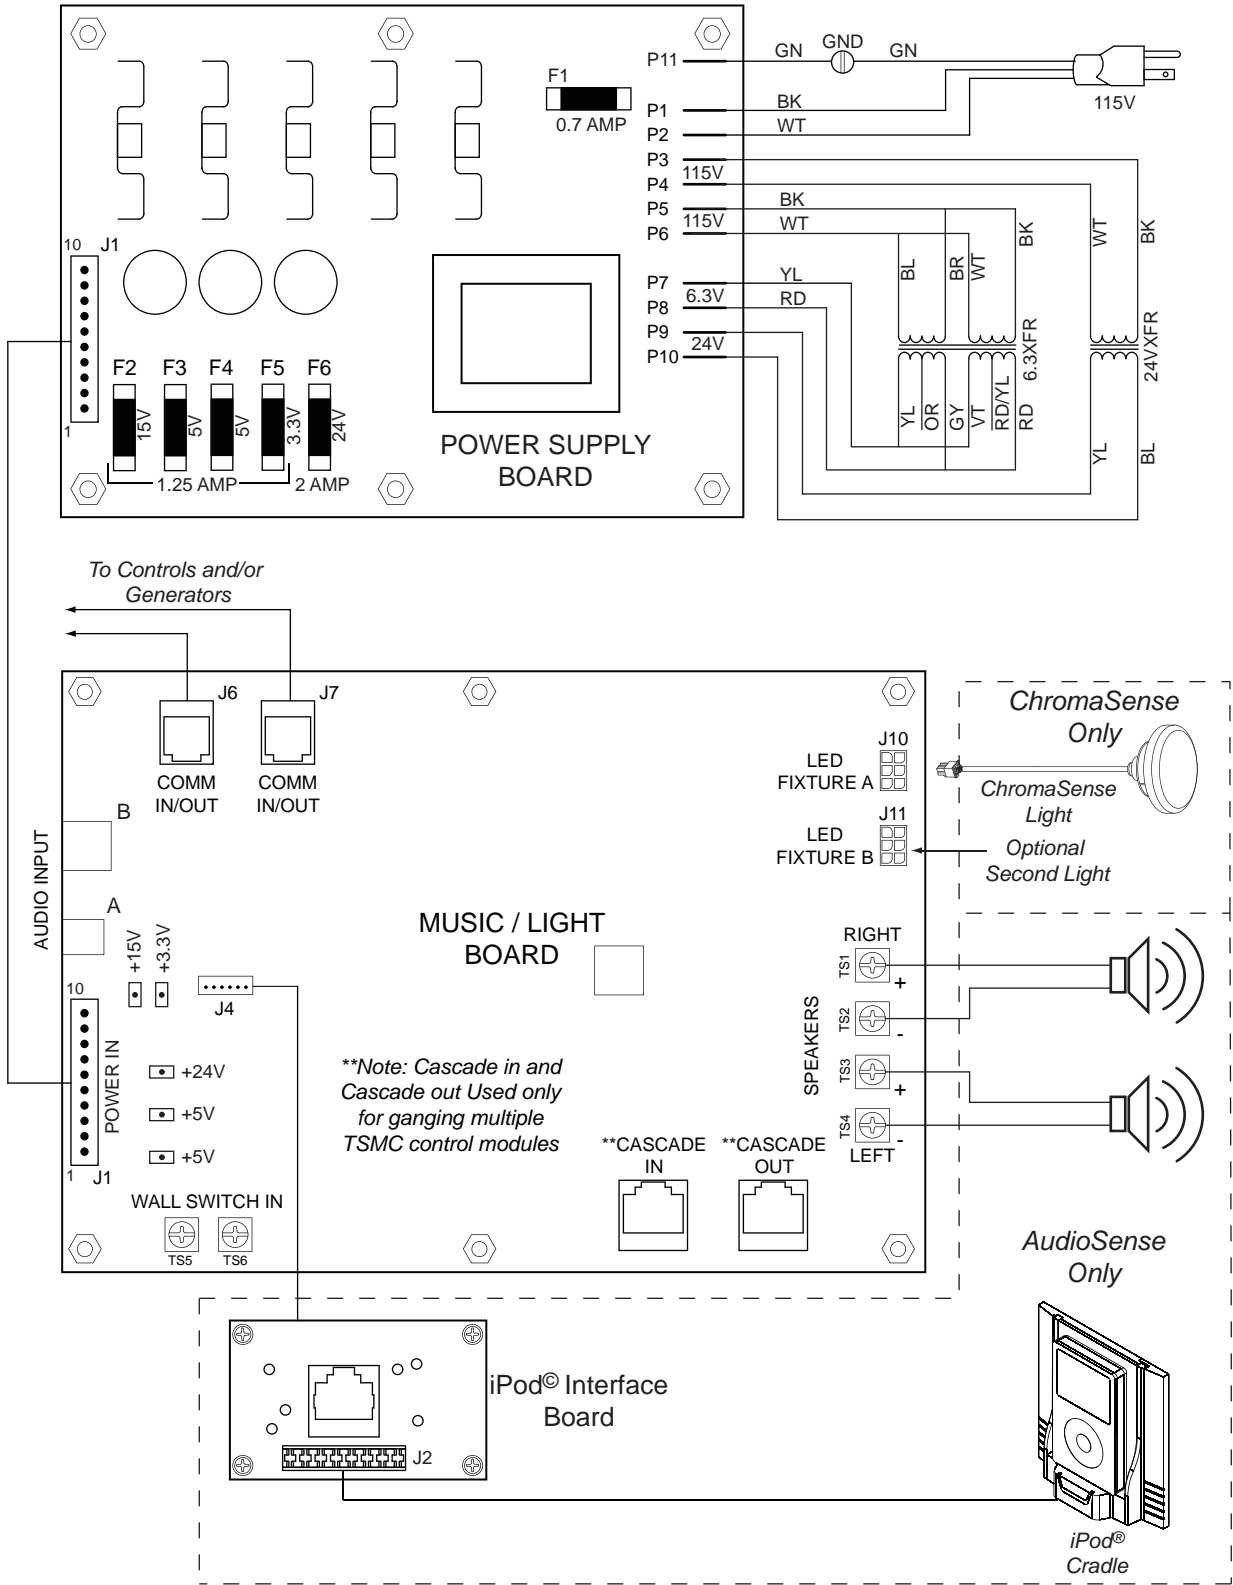 F1
0.7 AMP
P11
P1
P2
P3
115V
P4
P5
115V
P6
P7
6.3V
P8
P9
24V
P10
GN
GND
GN
BK
WT
115V
BK
WT
YL
RD
BL
BR
WT
BK
WT
BK
6.3XFR
24VXFR
YL
OR
GY
VT
RD/YL
RD
YL
BL
10
J1
1
F2
F3
F4
F5
F6
15V
5V
5V
3.3V
24V
1.25 AMP
2 AMP
POWER SUPPLY
BOARD
To Controls and/or
Generators
J6
J7
COMM
IN/OUT
COMM
IN/OUT
J10
LED
FIXTURE A
J11
LED
FIXTURE B
ChromaSense
Only
ChromaSense
Light
Optional
Second Light
AUDIO INPUT
B
A
+15V
+3.3V
J4
MUSIC / LIGHT
BOARD
RIGHT
TS1
+
TS2
-
SPEAKERS
TS3
+
TS4
-
LEFT
10
POWER IN
1
J1
+24V
+5V
+5V
**Note: Cascade in and
Cascade out Used only
for ganging multiple
TSMC control modules
**CASCADE
IN
**CASCADE
OUT
WALL SWITCH IN
TS5
TS6
AudioSense
Only
iPod© Interface
Board
J2
iPod®
Cradle